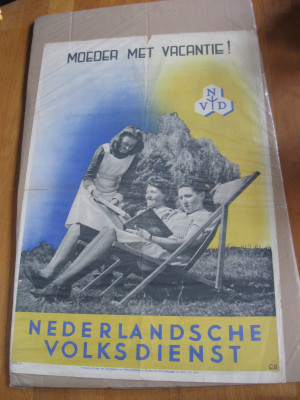 MOEDER MET VACANTIE!
N
V D
NEDERLANDSCHE
VOLKSDIENST